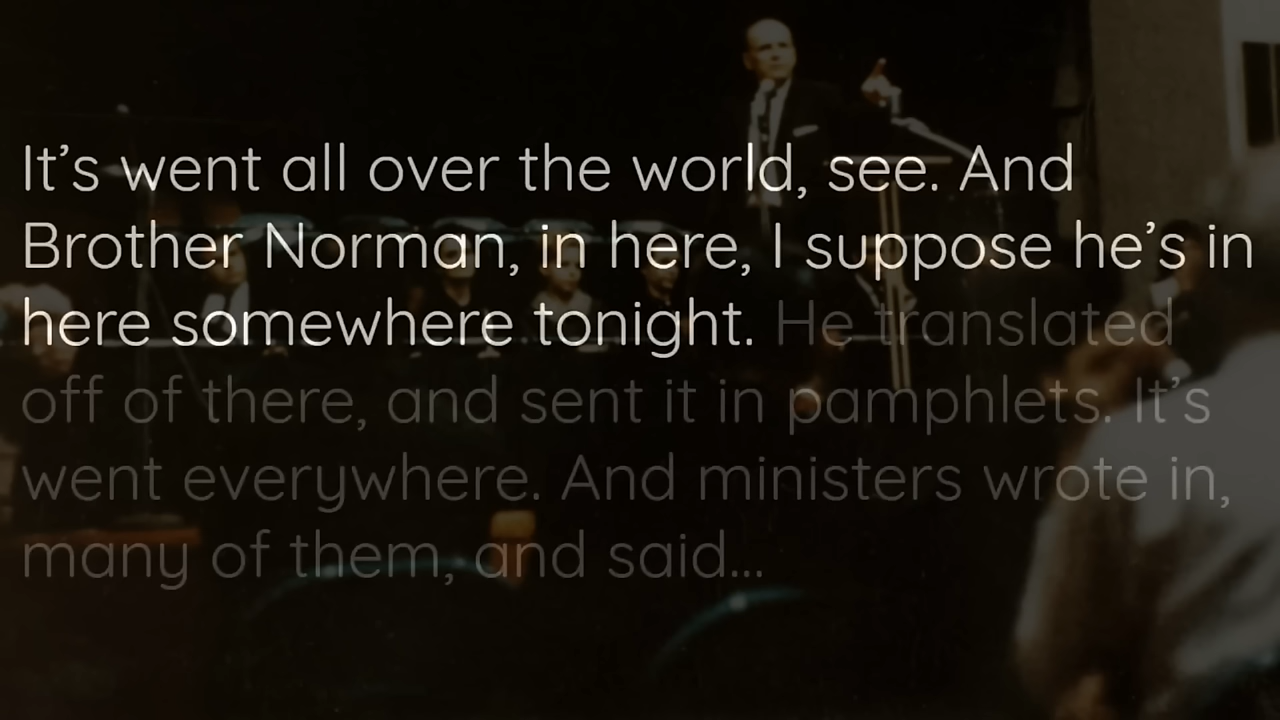 It’s went all over the world, see. And
Brother Norman, in here, I suppose he’s in
here somewhere tonight. He translated
off of there, and sent it in pamphlets. It’s
went everywhere. And ministers wrote in,
many of them, and said...